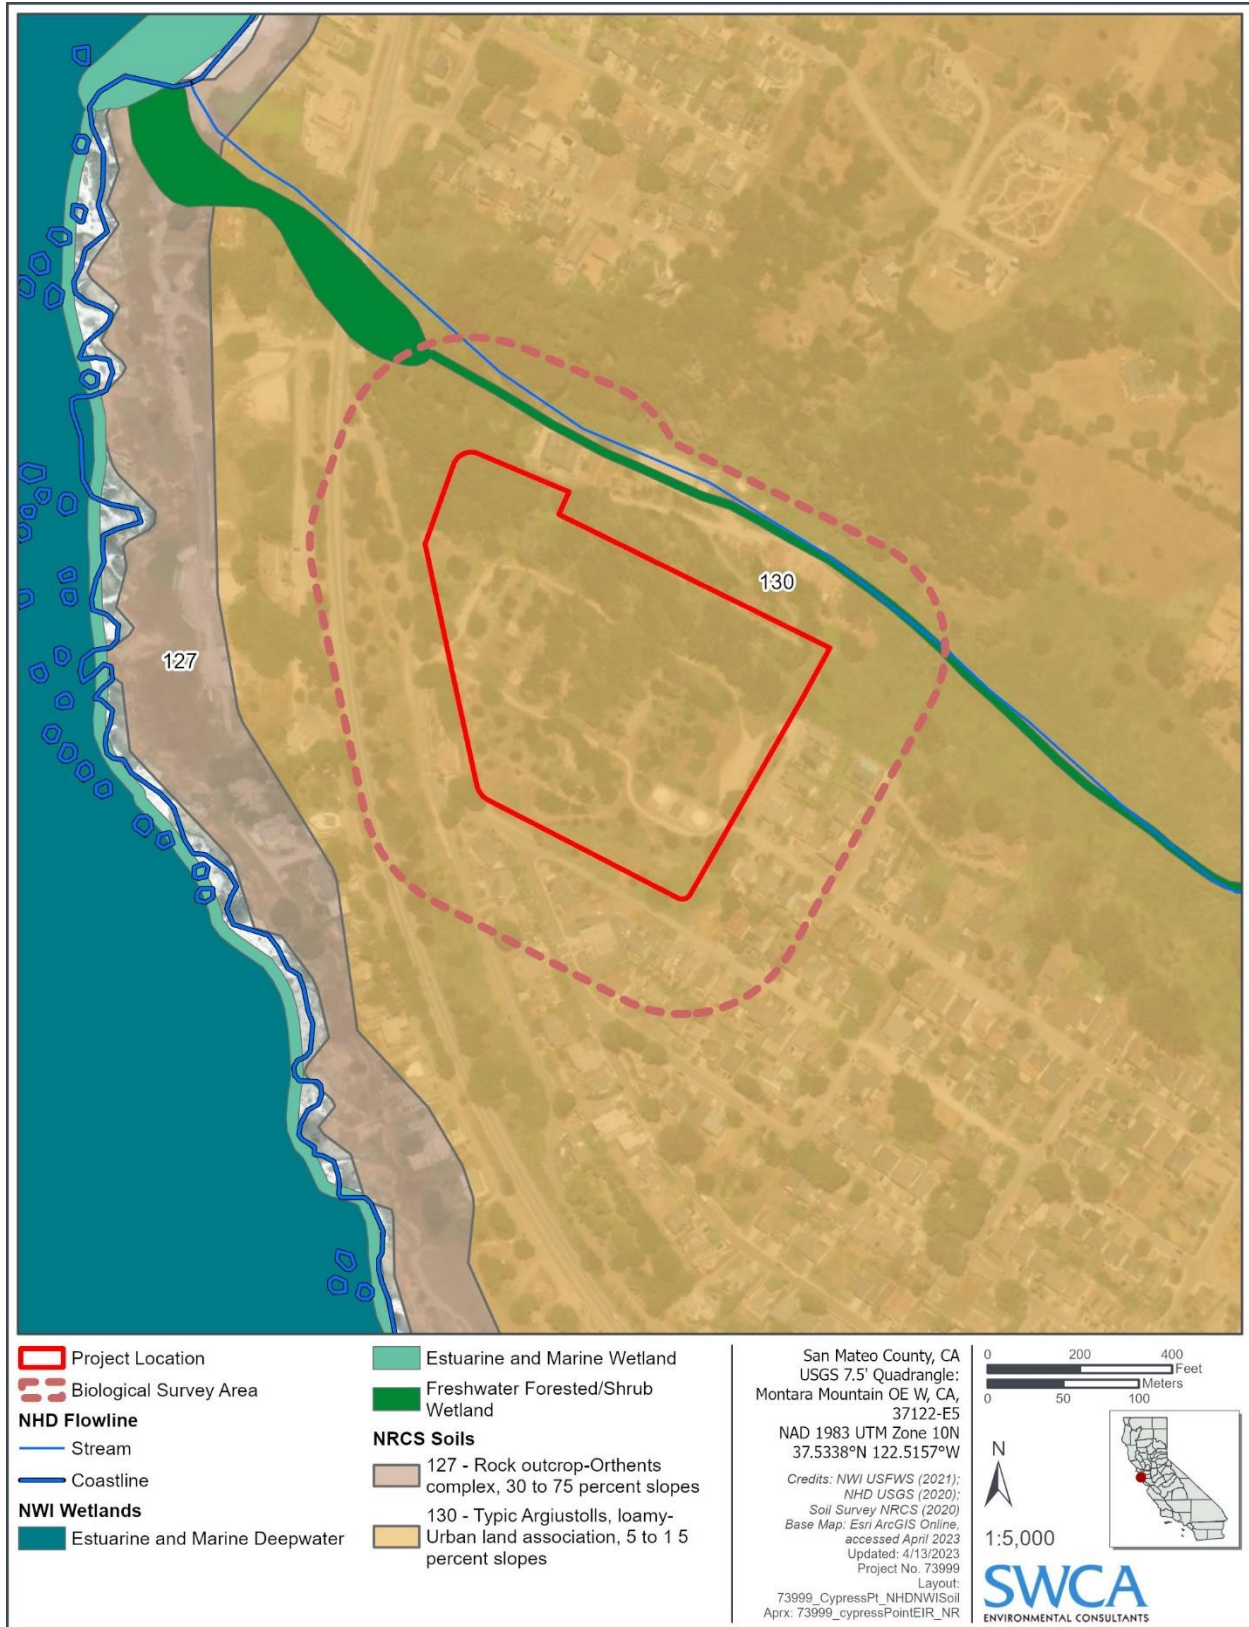 130
127
Project Location
Biological Survey Area
NHD Flowline
Stream
Coastline
NWI Wetlands
Estuarine and Marine Deepwater
Estuarine and Marine Wetland
Freshwater Forested/Shrub
Wetland
NRCS Soils
127 - Rock outcrop-Orthents
complex, 30 to 75 percent slopes
130 - Typic Argiustolls, loamy-
Urban land association, 5 to 1 5
percent slopes
San Mateo County, CA
USGS 7.5' Quadrangle:
Montara Mountain OE W, CA,
37122-E5
NAD 1983 UTM Zone 10N
37.5338°N 122.5157°W
Credits: NWI USFWS (2021);
NHD USGS (2020);
Soil Survey NRCS (2020)
Base Map: Esri ArcGIS Online,
accessed April 2023
Updated: 4/13/2023
Project No. 73999
Layout:
73999_CypressPt_NHDNWISoil
Aprx: 73999_cypressPointEIR_NR
0 200 400
Feet
Meters
0 50 100
N
1:5,000
SWCA
ENVIRONMENTAL CONSULTANTS